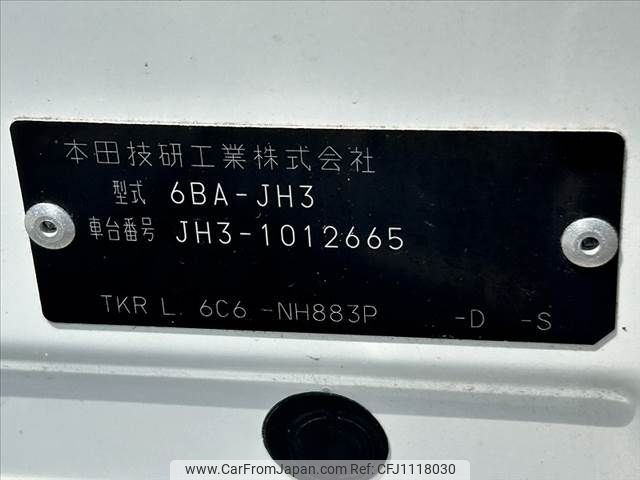 本田技研工業株式会社
型式 6BA-JH3
車台番号 JH3-1012665
TKR L. 6C6 -NH883P -D -S
www.CarFromJapan.com © CarFromJapan - CFJ1118030